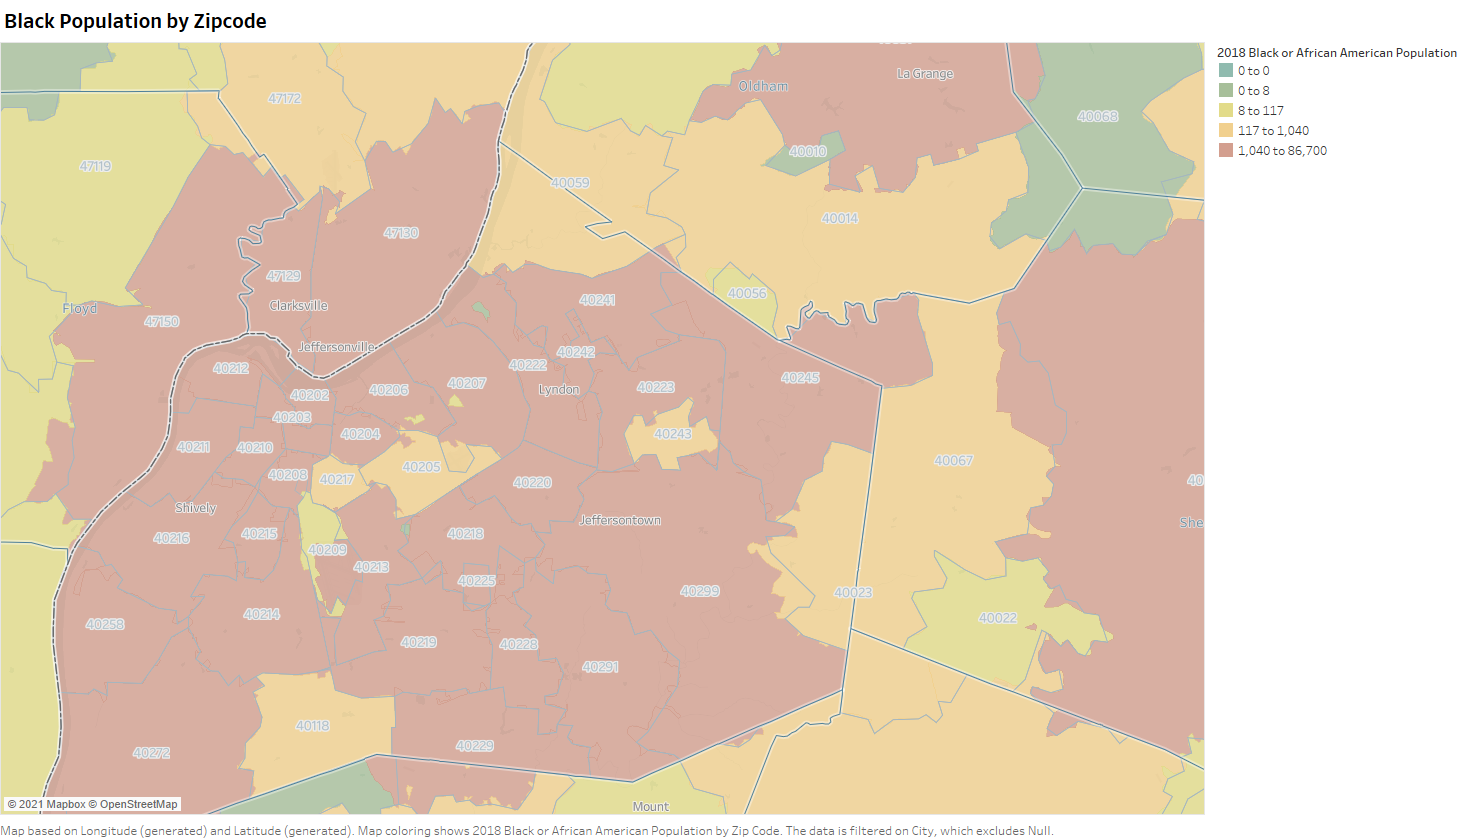 Black Population by Zipcode
2018 Black or African American Population
0 to 0
0 to 8
8 to 117
117 to 1,040
1,040 to 86,700
La Grange
Oldham
47172
40068
40010
47119
40059
40014
47130
47129
40056
40241
Clarksville
Floyd
47150
Jeffersonville
40242
40212
40222
40245
40207
40223
40206
Lyndon
40202
40203
40204
40243
40211
40210
40067
40205
40208
40217
40220
40
Shively
Jeffersontown
She
40216
40215
40218
40209
40213
40225
40299
40023
40214
40022
40258
40219
40228
40291
40118
40229
40272
Mount
© 2021 Mapbox © OpenStreetMap
Map based on Longitude (generated) and Latitude (generated). Map coloring shows 2018 Black or African American Population by Zip Code. The data is filtered on City, which excludes Null.